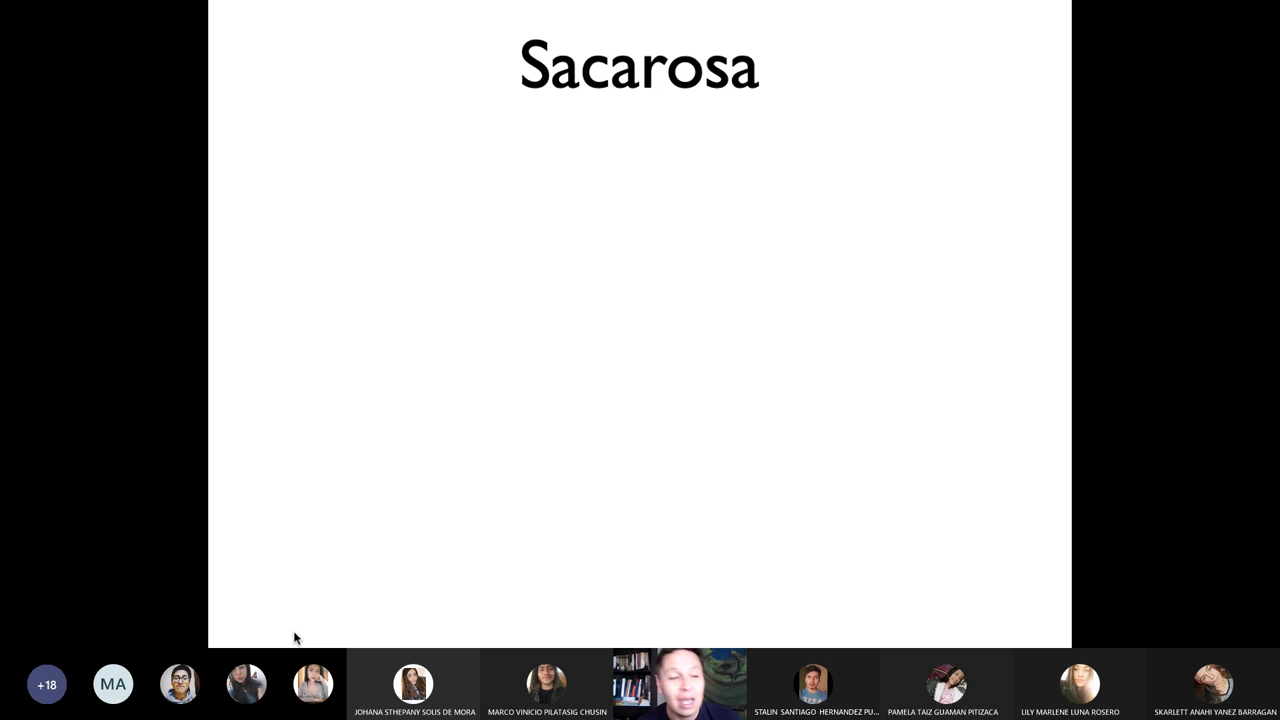 Sacarosa
+18
MA
JOHANA STHEPANY SOLIS DE MORA
MARCO VINICIO PILATASIG CHUSIN
STALIN SANTIAGO HERNANDEZ PU...
PAMELA TAIZ GUAMAN PITIZACA
LILY MARLENE LUNA ROSERO
SKARLETT ANAHI YANEZ BARRAGAN